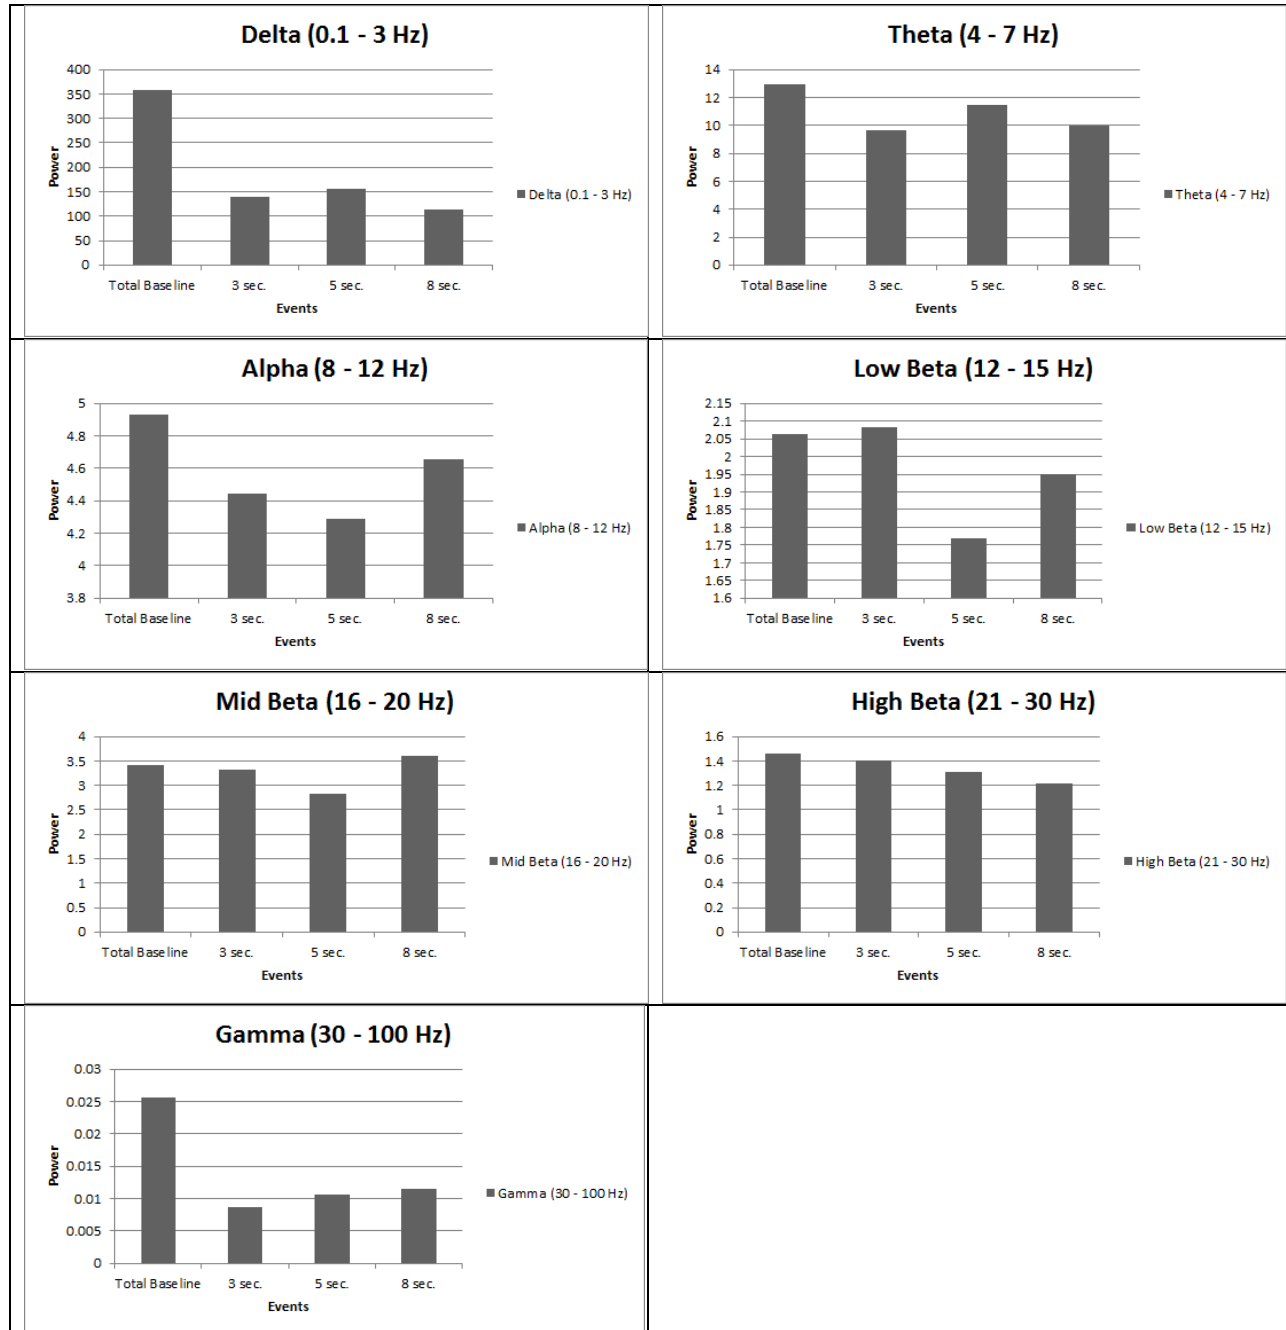 Delta (0.1 - 3 Hz)
400
350
300
250
200
150
100
50
0
Power
Total Baseline 3 sec. 5 sec. 8 sec.
Events
Delta (0.1 - 3 Hz)
Theta (4 - 7 Hz)
14
12
10
8
6
4
2
0
Power
Total Baseline 3 sec. 5 sec. 8 sec.
Events
Theta (4 - 7 Hz)
Alpha (8 - 12 Hz)
5
4.8
4.6
4.4
4.2
4
3.8
Power
Total Baseline 3 sec. 5 sec. 8 sec.
Events
Alpha (8 - 12 Hz)
Low Beta (12 - 15 Hz)
2.15
2.1
2.05
2
1.95
1.9
1.85
1.8
1.75
1.7
1.65
1.6
Power
Total Baseline 3 sec. 5 sec. 8 sec.
Events
Low Beta (12 - 15 Hz)
Mid Beta (16 - 20 Hz)
4
3.5
3
2.5
2
1.5
1
0.5
0
Power
Total Baseline 3 sec. 5 sec. 8 sec.
Events
Mid Beta (16 - 20 Hz)
High Beta (21 - 30 Hz)
1.6
1.4
1.2
1
0.8
0.6
0.4
0.2
0
Power
Total Baseline 3 sec. 5 sec. 8 sec.
Events
High Beta (21 - 30 Hz)
Gamma (30 - 100 Hz)
0.03
0.025
0.02
0.015
0.01
0.005
0
Power
Total Baseline 3 sec. 5 sec. 8 sec.
Events
Gamma (30 - 100 Hz)